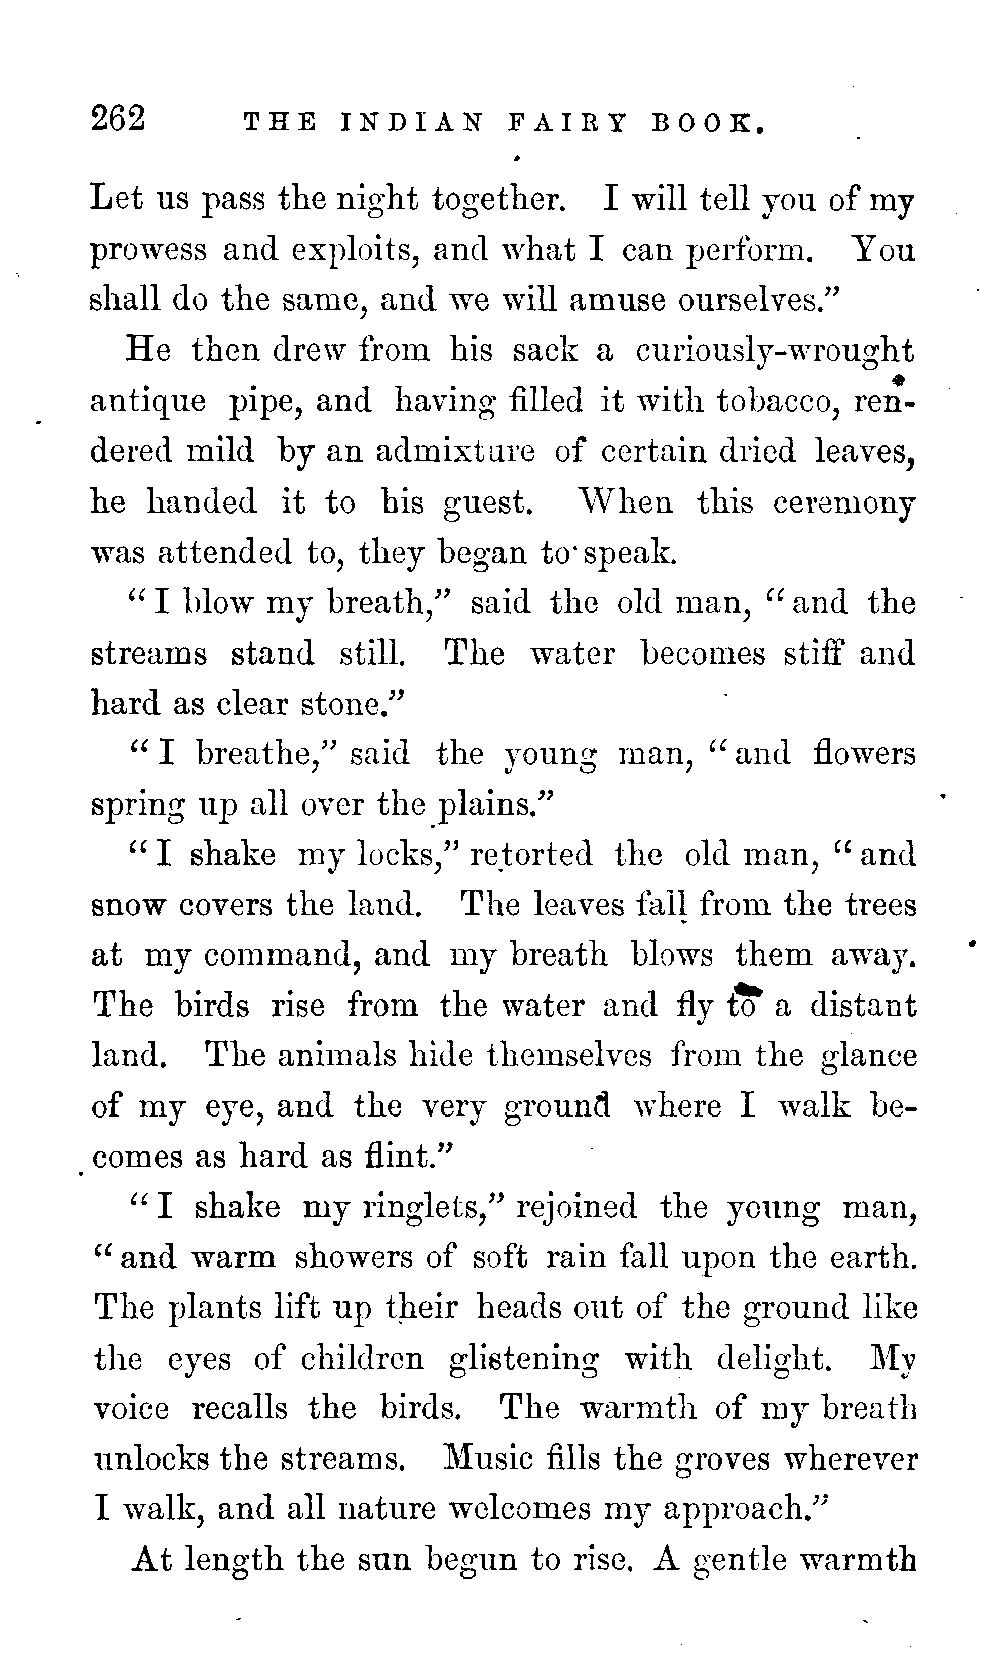 262 THE INDIAN FAIRY BOOK.
Let us pass the night together. I will tell you of my
prowess and exploits, and what I can perform. You
shall do the same, and we will amuse ourselves.”
He then drew from his sack a curiously-wrought
antique pipe, and having filled it with tobacco, ren-
dered mild by an admixture of certain dried leaves,
he handed it to his guest. When this ceremony
was attended to, they began to speak.
“I blow my breath,” said the old man, “and the
streams stand still. The water becomes stiff and
hard as clear stone.”
“I breathe,” said the young man, “and flowers
spring up all over the plains.”
“I shake my locks,” retorted the old man, “and
snow covers the land. The leaves fall from the trees
at my command, and my breath blows them away.
The birds rise from the water and fly to a distant
land. The animals hide themselves from the glance
of my eye, and the very ground where I walk be-
comes as hard as flint.”
“I shake my ringlets,” rejoined the young man,
“and warm showers of soft rain fall upon the earth.
The plants lift up their heads out of the ground like
the eyes of children glistening with delight. My
voice recalls the birds. The warmth of my breath
unlocks the streams. Music fills the groves wherever
I walk, and all nature welcomes my approach.”
At length the sun begun to rise. A gentle warmth